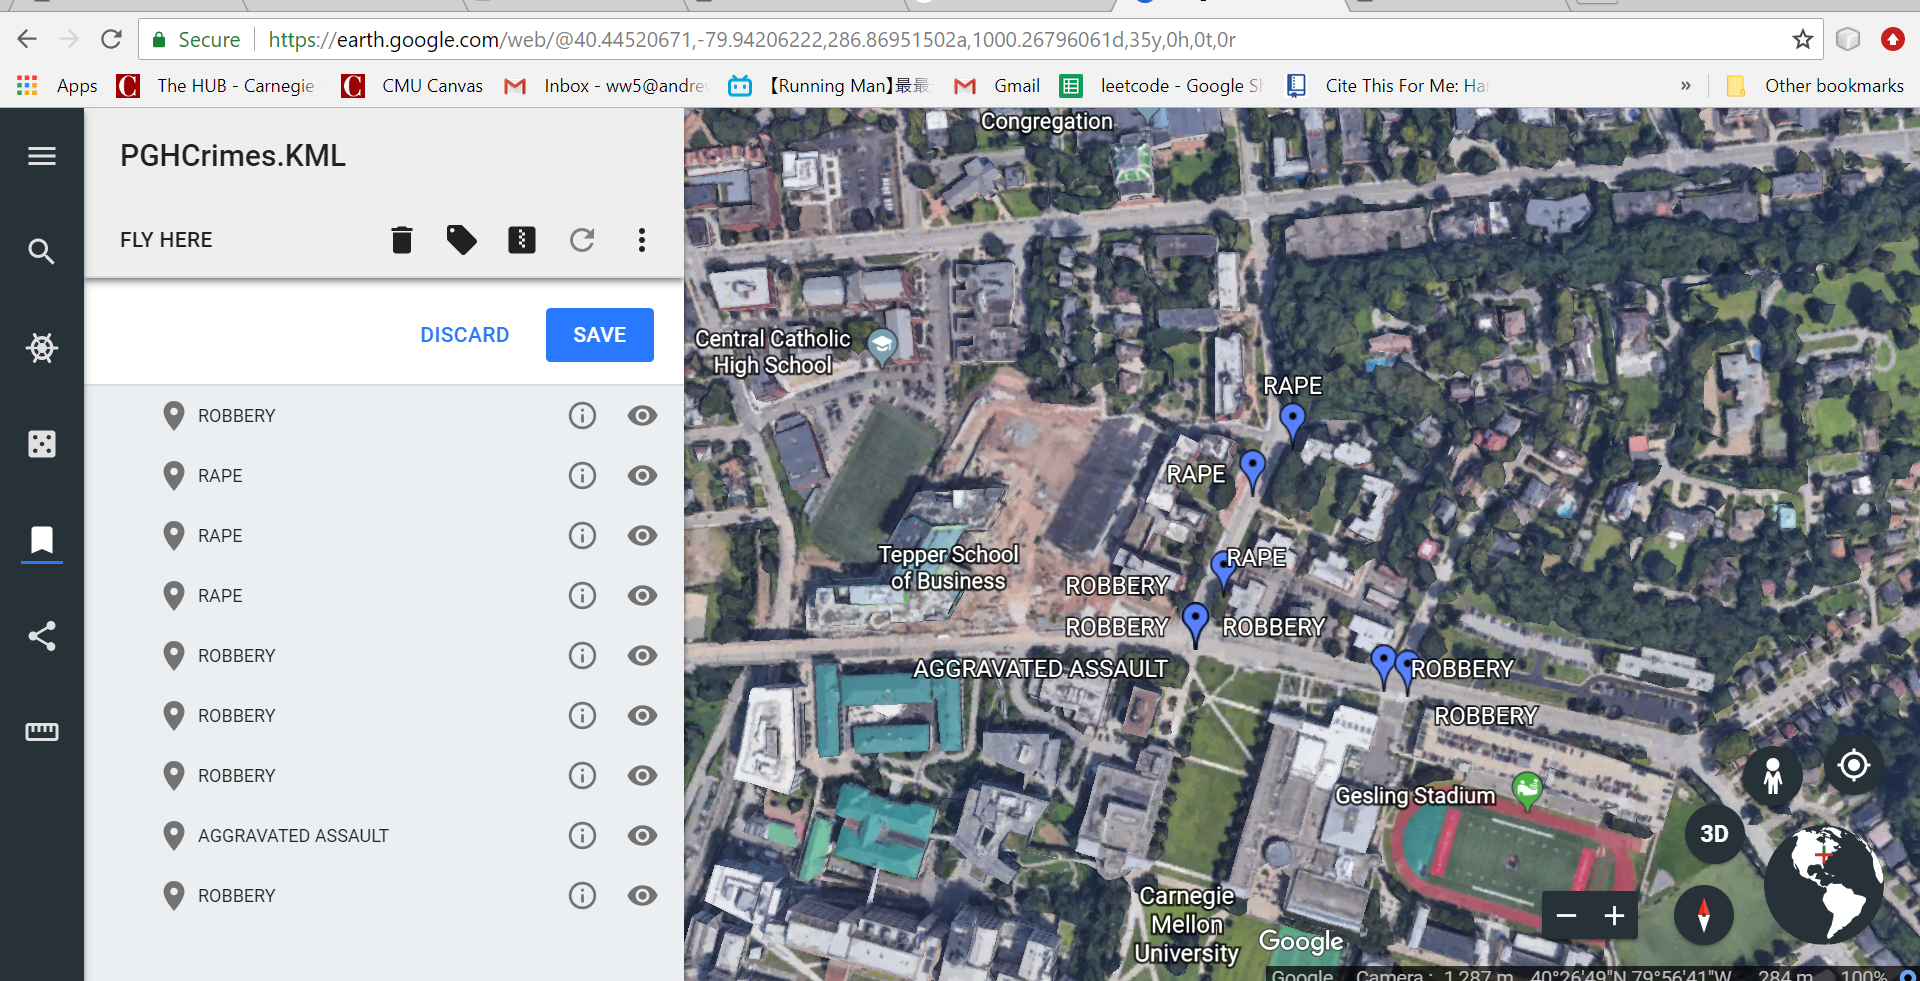 Secure https://earth.google.com/web/@40.44520671,-79.94206222,286.86951502a,1000.26796061d,35y,0h,0t,0r
Apps The HUB - Carnegie CMU Canvas Inbox - ww5@andre 【Running Man】最最 Gmail leetcode - Google S Cite This For Me: Ha » Other bookmarks
PGHCrimes.KML
FLY HERE
DISCARD SAVE
ROBBERY
RAPE
RAPE
RAPE
ROBBERY
ROBBERY
ROBBERY
AGGRAVATED ASSAULT
ROBBERY
Congregation
Central Catholic
High School
RAPE
RAPE
Tepper School
of Business
RAPE
ROBBERY
ROBBERY
ROBBERY
AGGRAVATED ASSAULT
ROBBERY
ROBBERY
Gesling Stadium
3D
Carnegie
Mellon
University
Google
Google Camera : 1,287 m 40°26'49"N 79°56'41"W 284 m 100%